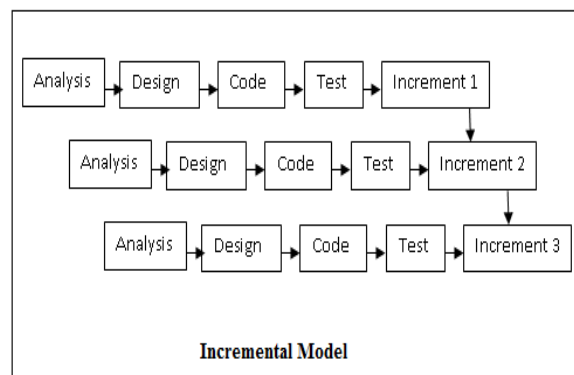 Analysis Design Code Test Increment 1
Analysis Design Code Test Increment 2
Analysis Design Code Test Increment 3
Incremental Model